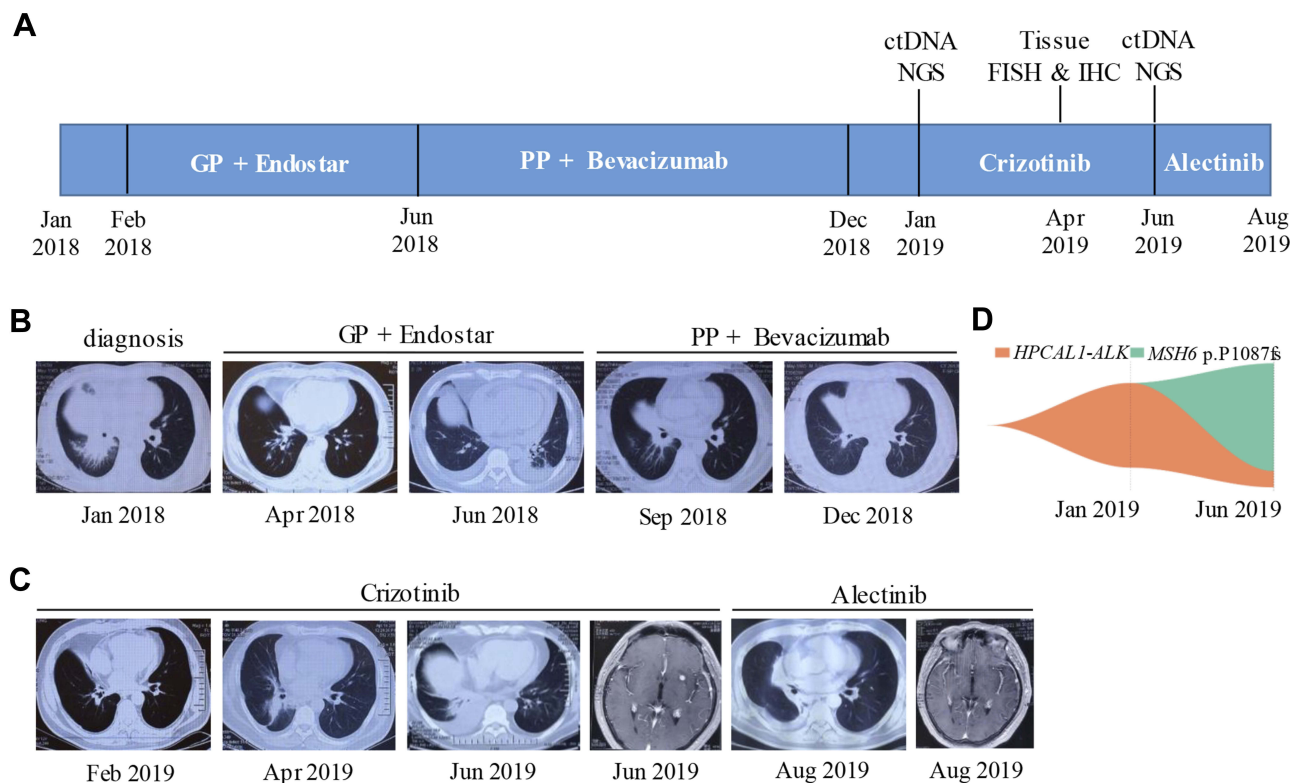 A
ctDNA
NGS
Tissue
FISH & IHC
ctDNA
NGS
GP + Endostar
PP + Bevacizumab
Crizotinib
Alectinib
Jan
2018
Feb
2018
Jun
2018
Dec
2018
Jan
2019
Apr
2019
Jun
2019
Aug
2019
B
diagnosis
GP + Endostar
PP + Bevacizumab
Jan 2018
Apr 2018
Jun 2018
Sep 2018
Dec 2018
D
HPCAL1-ALK
MSH6 p.P1087fs
Jan 2019
Jun 2019
C
Crizotinib
Alectinib
Feb 2019
Apr 2019
Jun 2019
Jun 2019
Aug 2019
Aug 2019